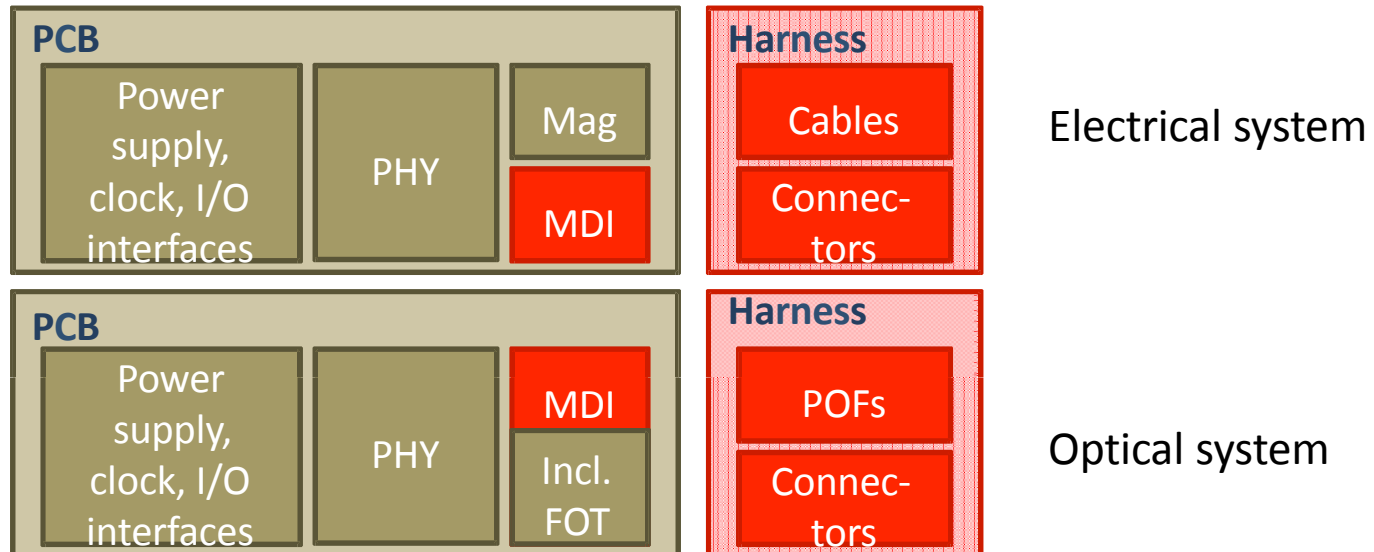 PCB
Power
supply,
clock, I/O
interfaces
PHY
Mag
MDI
Harness
Cables
Connec-
tors
Electrical system
PCB
Power
supply,
clock, I/O
interfaces
PHY
MDI
Incl.
FOT
Harness
POFs
Connec-
tors
Optical system